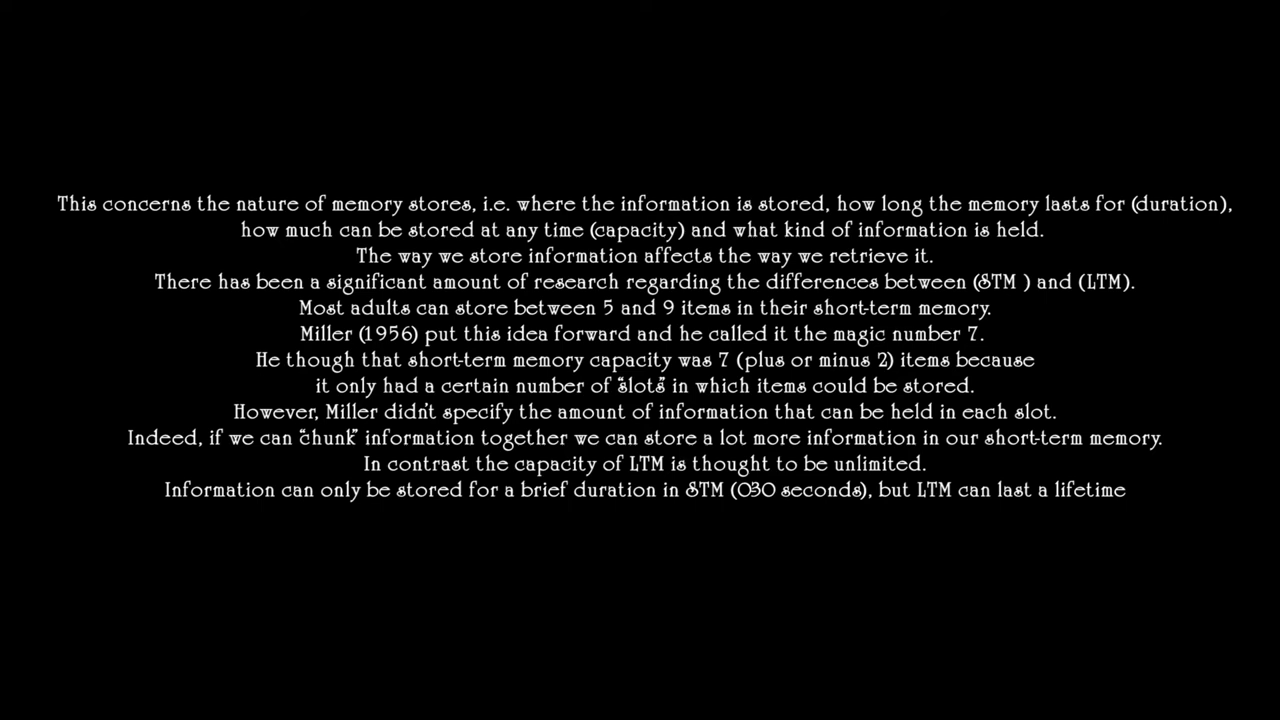 This concerns the nature of memory stores, i.e. where the information is stored, how long the memory lasts for (duration),
how much can be stored at any time (capacity) and what kind of information is held.
The way we store information affects the way we retrieve it.
There has been a significant amount of research regarding the differences between (STM ) and (LTM).
Most adults can store between 5 and 9 items in their short-term memory.
Miller (1956) put this idea forward and he called it the magic number 7.
He though that short-term memory capacity was 7 (plus or minus 2) items because
it only had a certain number of “slots” in which items could be stored.
However, Miller didn't specify the amount of information that can be held in each slot.
Indeed, if we can “chunk” information together we can store a lot more information in our short-term memory.
In contrast the capacity of LTM is thought to be unlimited.
Information can only be stored for a brief duration in STM (030 seconds), but LTM can last a lifetime